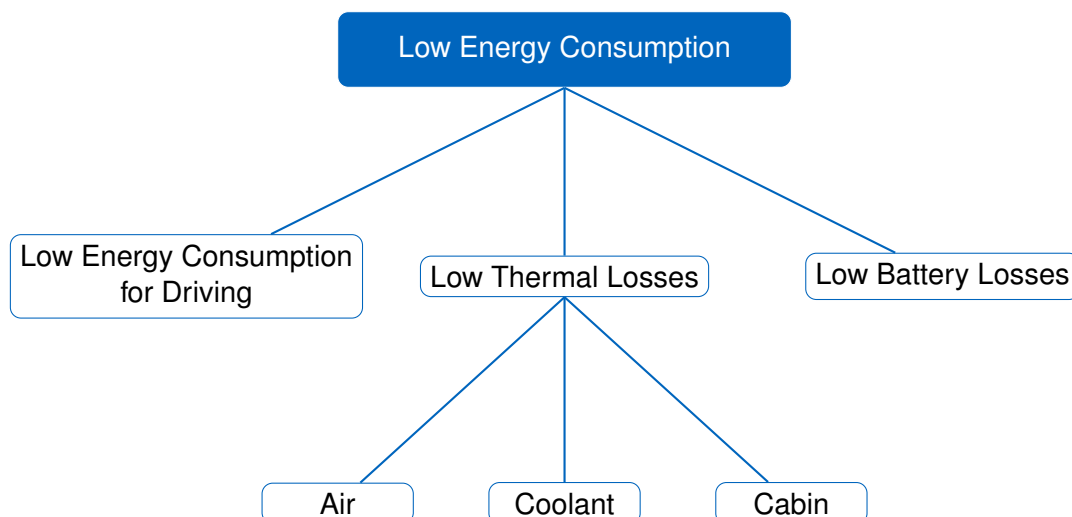 Low Energy Consumption
Low Energy Consumption
for Driving
Low Thermal Losses
Low Battery Losses
Air
Coolant
Cabin